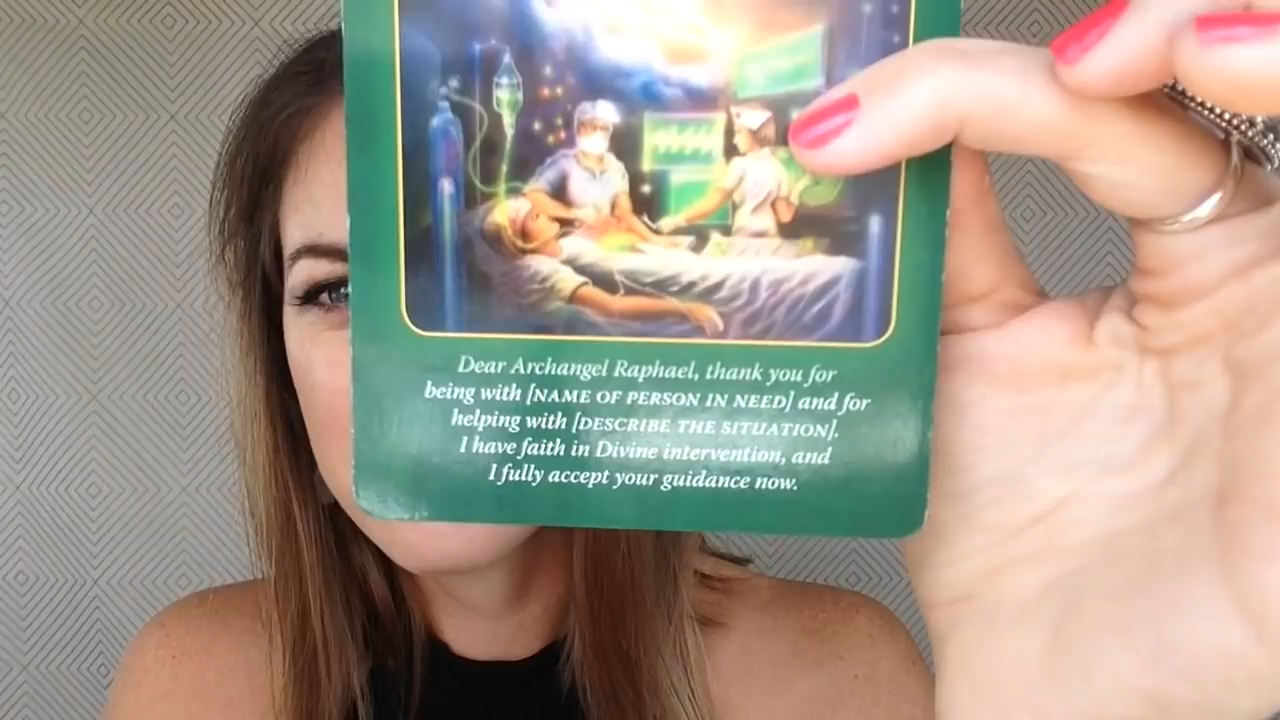 Dear Archangel Raphael, thank you for
being with [NAME OF PERSON IN NEED] and for
helping with [DESCRIBE THE SITUATION].
I have faith in Divine intervention, and
I fully accept your guidance now.